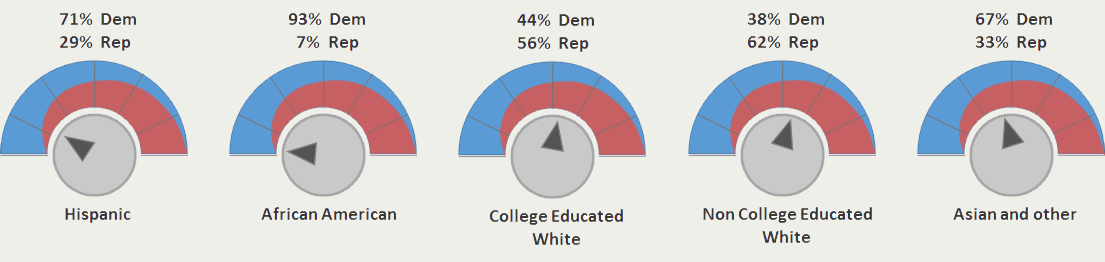 71% Dem
29% Rep
Hispanic
93% Dem
7% Rep
African American
44% Dem
56% Rep
College Educated
White
38% Dem
62% Rep
Non College Educated
White
67% Dem
33% Rep
Asian and other